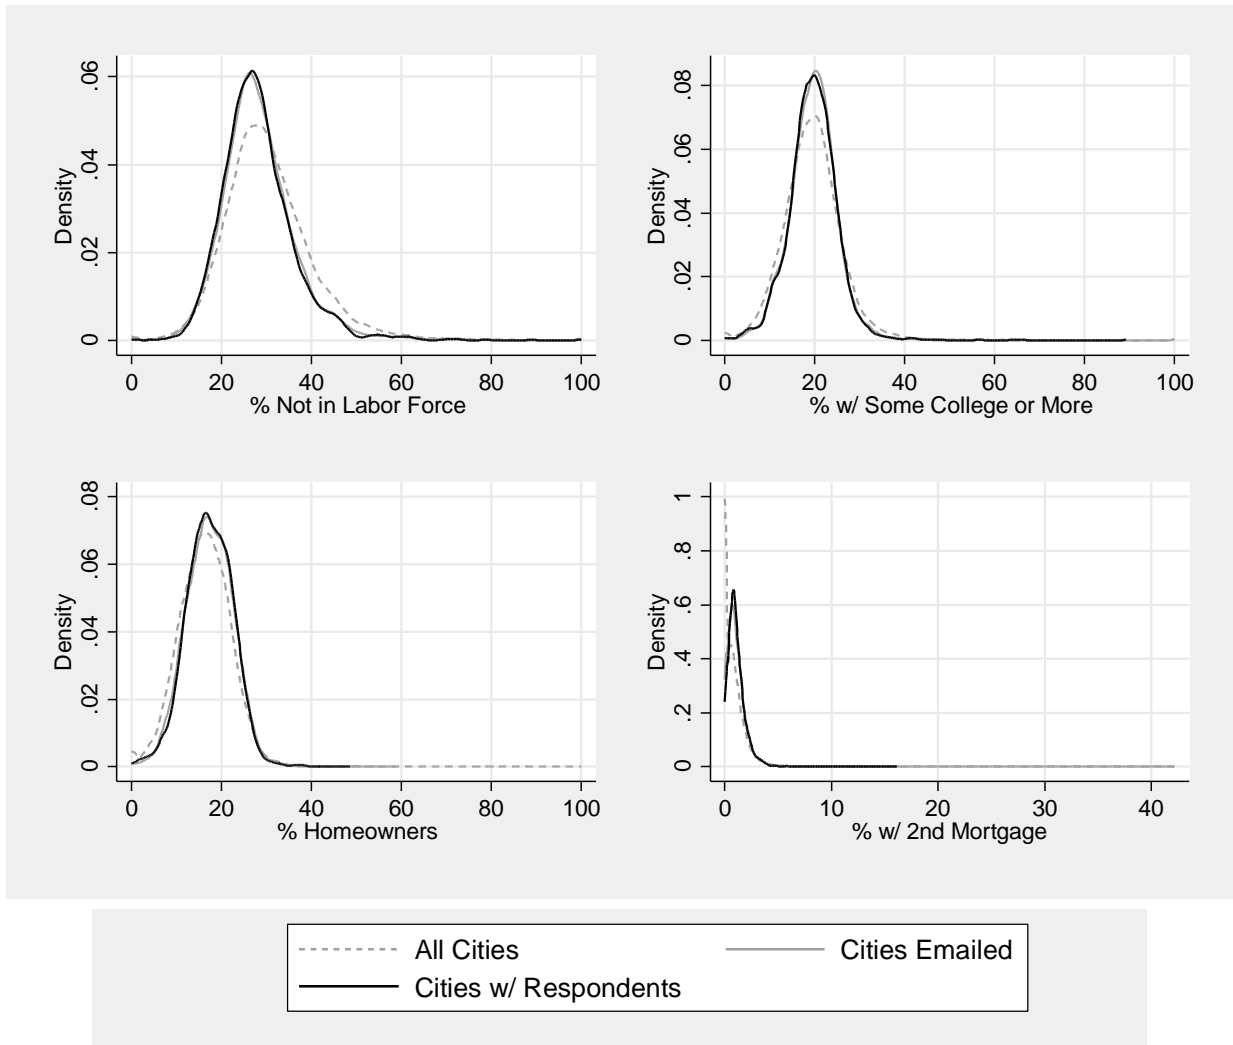 Density
0 .02 .04 .06
0 20 40 60 80 100
% Not in Labor Force
Density
0 .02 .04 .06 .08
0 20 40 60 80 100
% w/ Some College or More
Density
0 .02 .04 .06 .08
0 20 40 60 80 100
% Homeowners
Density
0 .2 .4 .6 .8 1
0 10 20 30 40
% w/ 2nd Mortgage
All Cities
Cities Emailed
Cities w/ Respondents